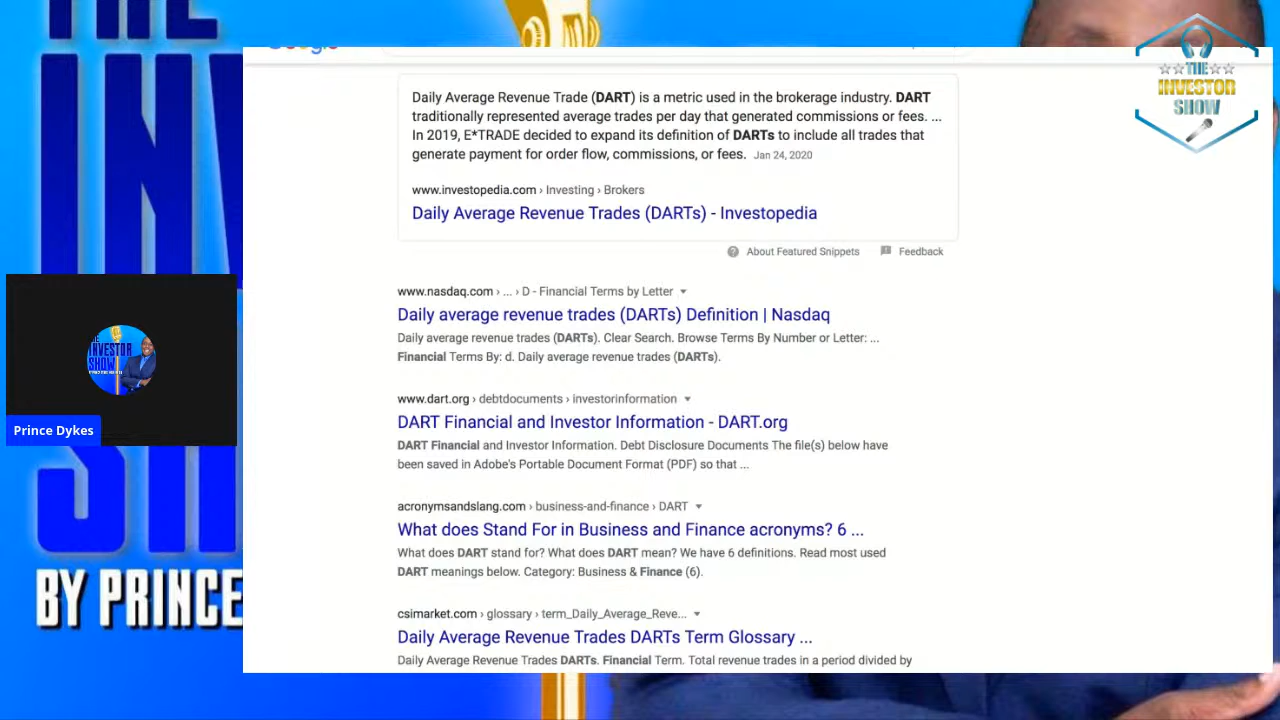 THE
INV
SH
BY PRINCE
THE
INVESTOR
SHOW
Prince Dykes
THE
INVESTOR
SHOW
Daily Average Revenue Trade (DART) is a metric used in the brokerage industry. DART
traditionally represented average trades per day that generated commissions or fees. ...
In 2019, E*TRADE decided to expand its definition of DARTs to include all trades that
generate payment for order flow, commissions, or fees. Jan 24, 2020
www.investopedia.com › Investing › Brokers
Daily Average Revenue Trades (DARTs) - Investopedia
About Featured Snippets Feedback
www.nasdaq.com › ... › D - Financial Terms by Letter
Daily average revenue trades (DARTs) Definition | Nasdaq
Daily average revenue trades (DARTs). Clear Search. Browse Terms By Number or Letter: ...
Financial Terms By: d. Daily average revenue trades (DARTs).
www.dart.org › debtdocuments › investorinformation
DART Financial and Investor Information - DART.org
DART Financial and Investor Information. Debt Disclosure Documents The file(s) below have
been saved in Adobe's Portable Document Format (PDF) so that ...
acronymsandslang.com › business-and-finance › DART
What does Stand For in Business and Finance acronyms? 6 ...
What does DART stand for? What does DART mean? We have 6 definitions. Read most used
DART meanings below. Category: Business & Finance (6).
csimarket.com › glossary › term_Daily_Average_Reve...
Daily Average Revenue Trades DARTs Term Glossary ...
Daily Average Revenue Trades DARTs. Financial Term. Total revenue trades in a period divided by